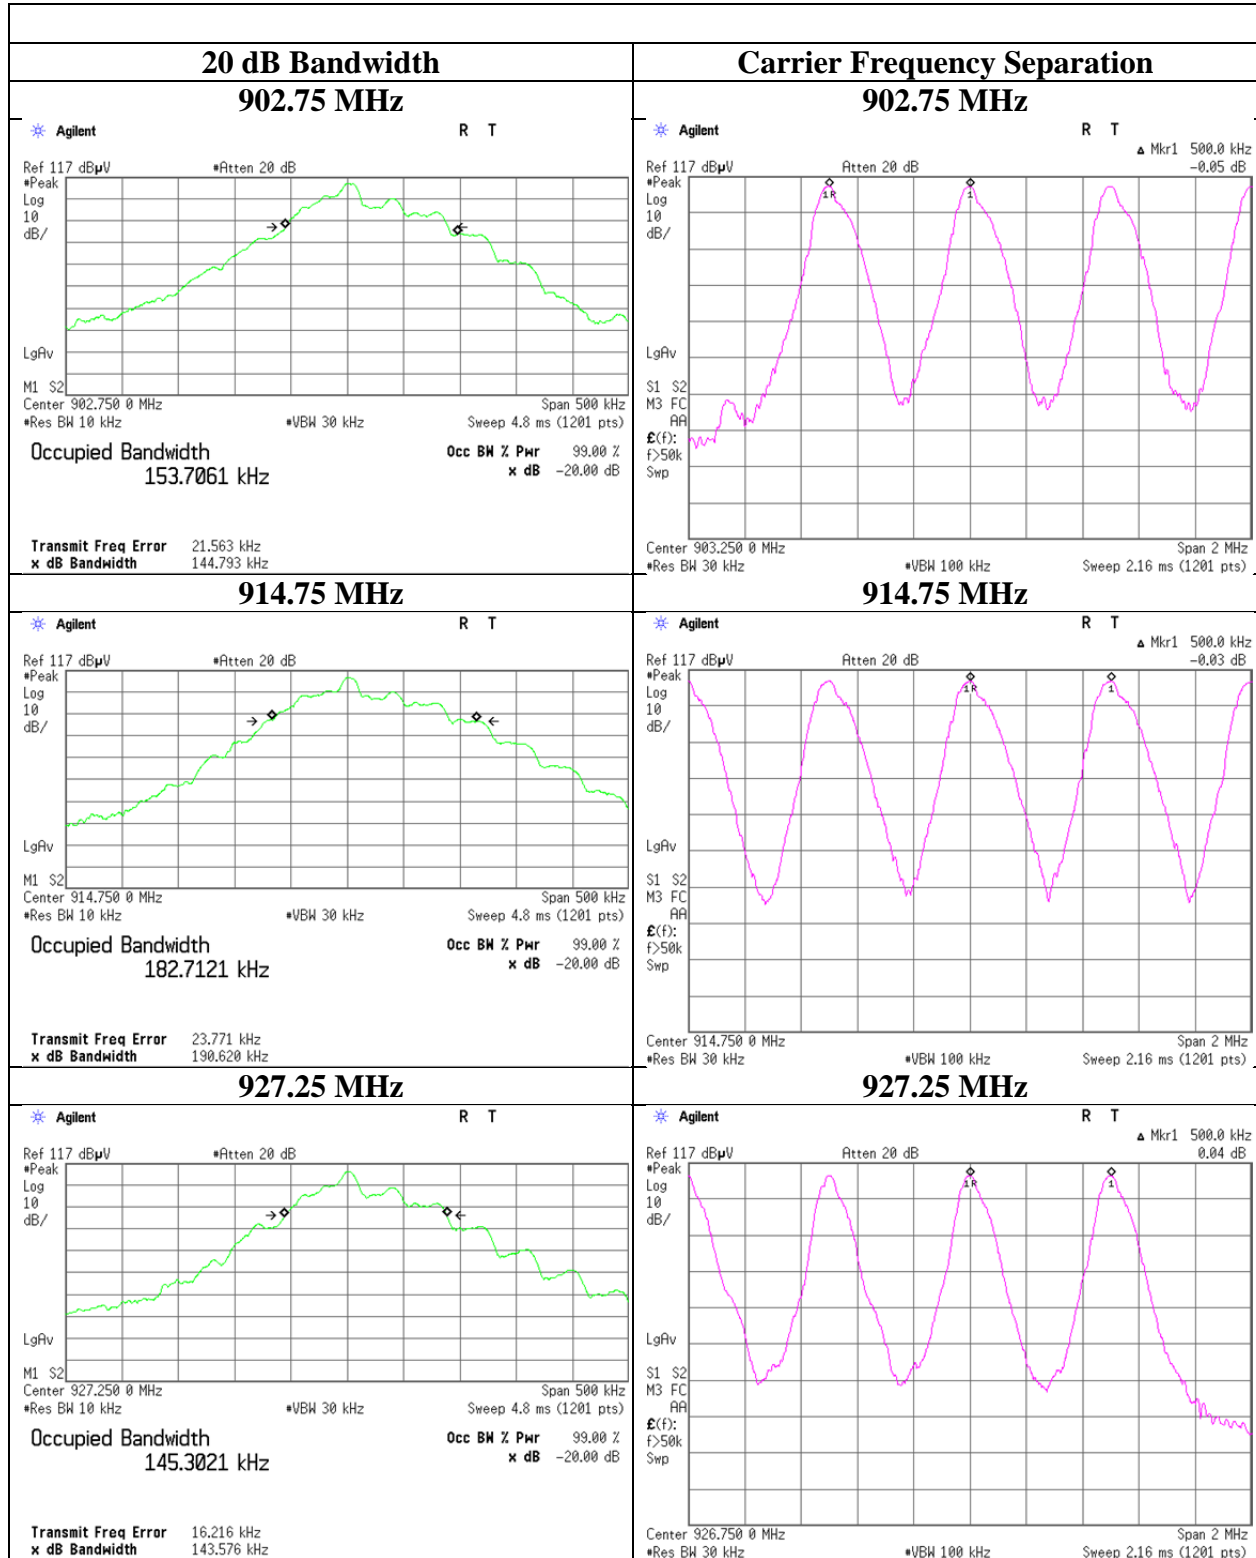 20 dB Bandwidth
Carrier Frequency Separation
902.75 MHz
902.75 MHz
Agilent
R T
Ref 117 dBµV
#Atten 20 dB
#Peak
Log
10
dB/
LgAv
M1 S2
Center 902.750 0 MHz
Span 500 kHz
#Res BW 10 kHz
#VBW 30 kHz
Sweep 4.8 ms (1201 pts)
Occupied Bandwidth
153.7061 kHz
Occ BW % Pwr 99.00 %
x dB -20.00 dB
Transmit Freq Error 21.563 kHz
x dB Bandwidth 144.793 kHz
Agilent
R T
Δ Mkr1 500.0 kHz
Ref 117 dBµV
Atten 20 dB
-0.05 dB
#Peak
Log
10
dB/
1R
1
LgAv
S1 S2
M3 FC
AA
£(f):
f>50k
Swp
Center 903.250 0 MHz
Span 2 MHz
#Res BW 30 kHz
#VBW 100 kHz
Sweep 2.16 ms (1201 pts)
914.75 MHz
914.75 MHz
Agilent
R T
Ref 117 dBµV
#Atten 20 dB
#Peak
Log
10
dB/
LgAv
M1 S2
Center 914.750 0 MHz
Span 500 kHz
#Res BW 10 kHz
#VBW 30 kHz
Sweep 4.8 ms (1201 pts)
Occupied Bandwidth
182.7121 kHz
Occ BW % Pwr 99.00 %
x dB -20.00 dB
Transmit Freq Error 23.771 kHz
x dB Bandwidth 190.620 kHz
Agilent
R T
Δ Mkr1 500.0 kHz
Ref 117 dBµV
Atten 20 dB
-0.03 dB
#Peak
Log
10
dB/
1R
1
LgAv
S1 S2
M3 FC
AA
£(f):
f>50k
Swp
Center 914.750 0 MHz
Span 2 MHz
#Res BW 30 kHz
#VBW 100 kHz
Sweep 2.16 ms (1201 pts)
927.25 MHz
927.25 MHz
Agilent
R T
Ref 117 dBµV
#Atten 20 dB
#Peak
Log
10
dB/
LgAv
M1 S2
Center 927.250 0 MHz
Span 500 kHz
#Res BW 10 kHz
#VBW 30 kHz
Sweep 4.8 ms (1201 pts)
Occupied Bandwidth
145.3021 kHz
Occ BW % Pwr 99.00 %
x dB -20.00 dB
Transmit Freq Error 16.216 kHz
x dB Bandwidth 143.576 kHz
Agilent
R T
Δ Mkr1 500.0 kHz
Ref 117 dBµV
Atten 20 dB
0.04 dB
#Peak
Log
10
dB/
1R
1
LgAv
S1 S2
M3 FC
AA
£(f):
f>50k
Swp
Center 926.750 0 MHz
Span 2 MHz
#Res BW 30 kHz
#VBW 100 kHz
Sweep 2.16 ms (1201 pts)